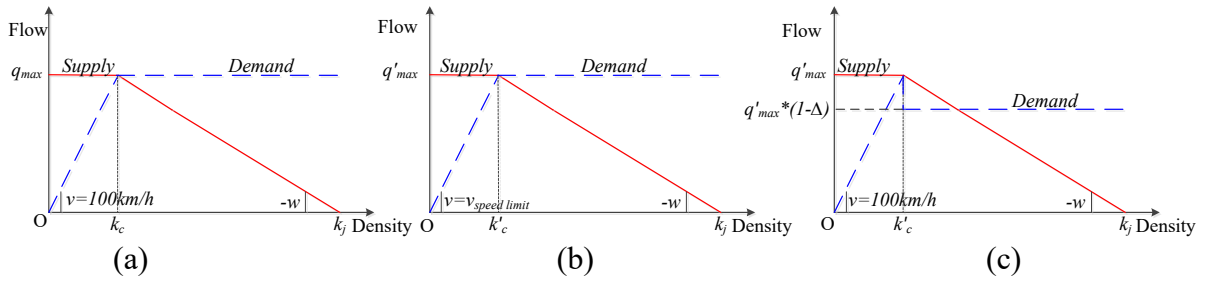 Flow
Supply
Demand
q_max
v=100km/h
-w
O
k_c
k_j
Density
(a)
Flow
Supply
Demand
q'_max
v=v_speed limit
-w
O
k'_c
k_j
Density
(b)
Flow
q'_max
Supply
Demand
q'_max*(1-Δ)
v=100km/h
-w
O
k'_c
k_j
Density
(c)